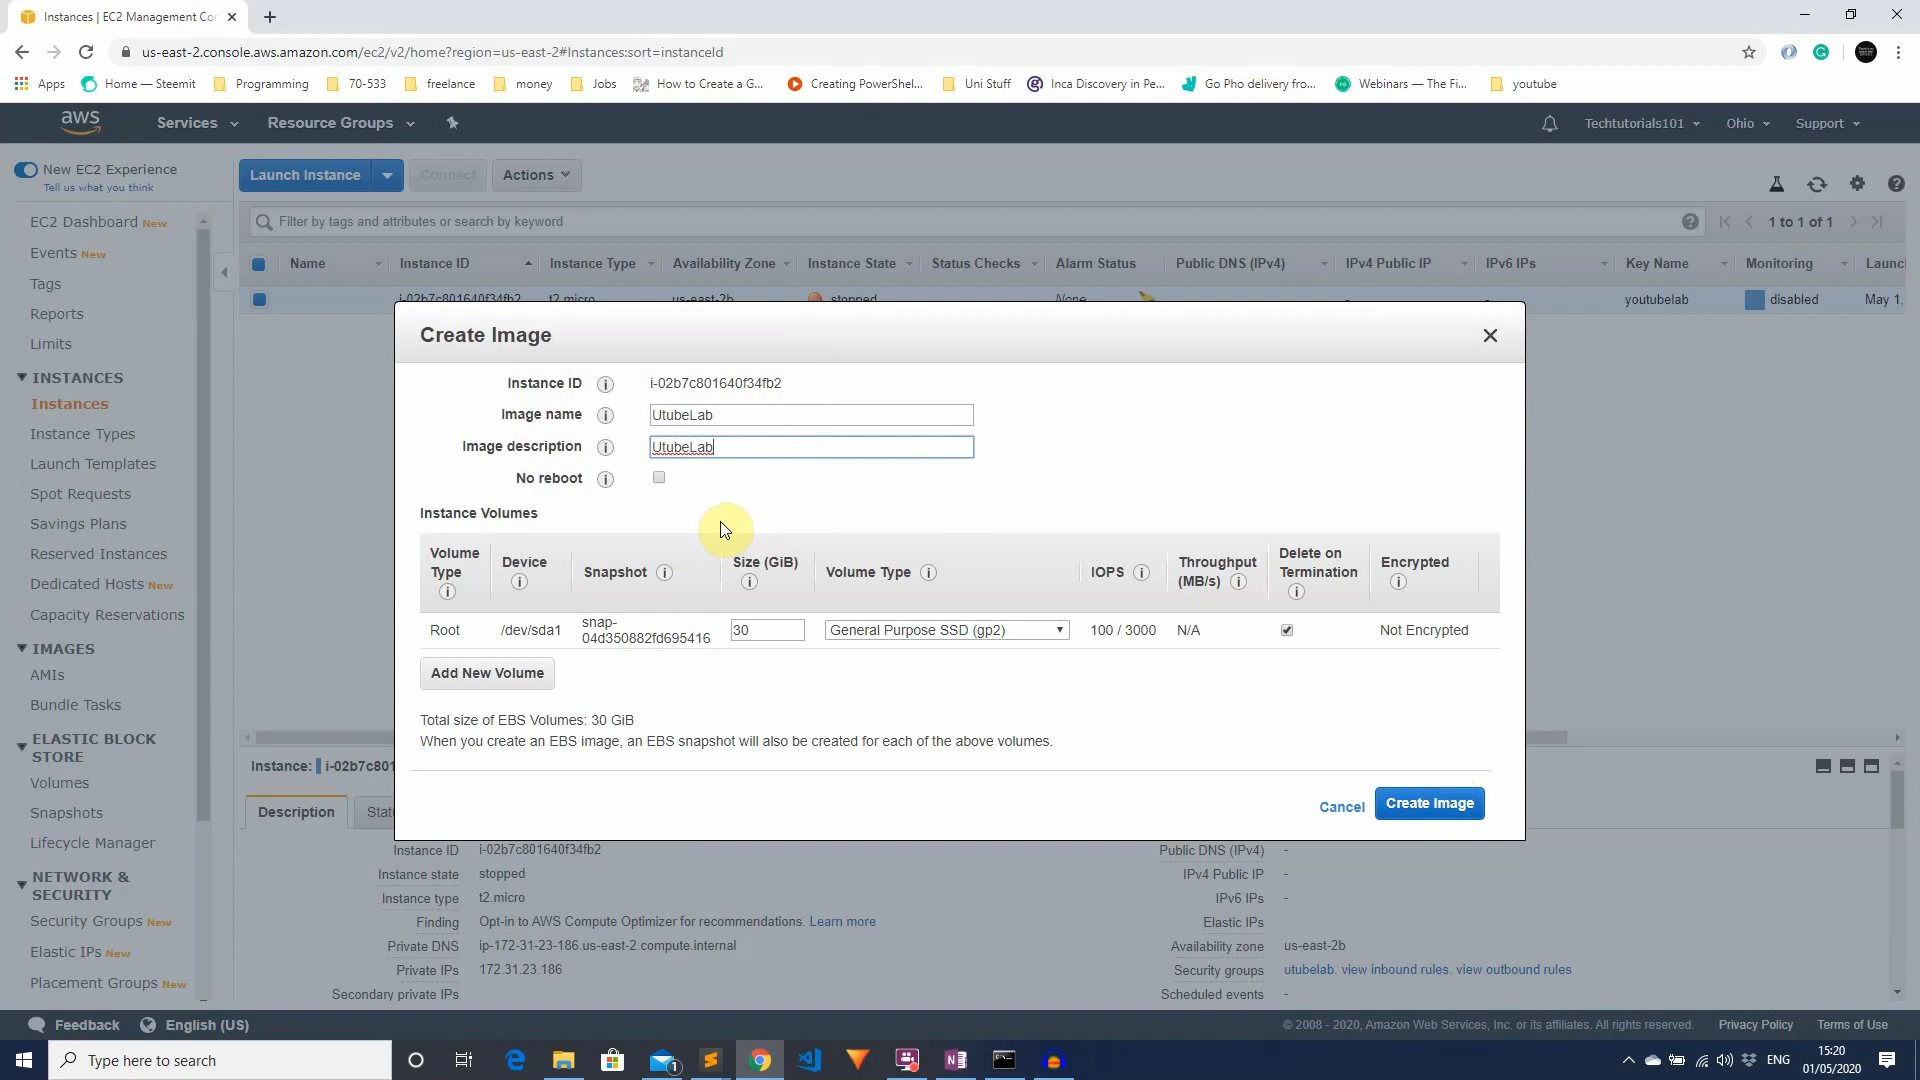 Instances | EC2 Management Con
us-east-2.console.aws.amazon.com/ec2/v2/home?region=us-east-2#Instances:sort=instanceId
Apps Home — Steemit Programming 70-533 freelance money Jobs How to Create a G... Creating PowerShel... Uni Stuff Inca Discovery in Pe... Go Pho delivery fro... Webinars — The Fi... youtube
aws Services Resource Groups Techtutorials101 Ohio Support
New EC2 Experience
Tell us what you think
Launch Instance Connect Actions
EC2 Dashboard New
Events New
Tags
Reports
Limits
INSTANCES
Instances
Instance Types
Launch Templates
Spot Requests
Savings Plans
Reserved Instances
Dedicated Hosts New
Capacity Reservations
IMAGES
AMIs
Bundle Tasks
ELASTIC BLOCK
STORE
Volumes
Snapshots
Lifecycle Manager
NETWORK &
SECURITY
Security Groups New
Elastic IPs New
Placement Groups New
Filter by tags and attributes or search by keyword 1 to 1 of 1
Name Instance ID Instance Type Availability Zone Instance State Status Checks Alarm Status Public DNS (IPv4) IPv4 Public IP IPv6 IPs Key Name Monitoring Launc
i-02b7c801640f34fb2 t2.micro us-east-2b stopped None - - youtubelab disabled May 1,
Create Image
Instance ID i-02b7c801640f34fb2
Image name UtubeLab
Image description UtubeLab
No reboot
Instance Volumes
Volume Type Device Snapshot Size (GiB) Volume Type IOPS Throughput (MB/s) Delete on Termination Encrypted
Root /dev/sda1 snap-04d350882fd695416 30 General Purpose SSD (gp2) 100 / 3000 N/A Not Encrypted
Add New Volume
Total size of EBS Volumes: 30 GiB
When you create an EBS image, an EBS snapshot will also be created for each of the above volumes.
Cancel Create Image
Instance: i-02b7c801
Description Statu
Instance ID i-02b7c801640f34fb2 Public DNS (IPv4) -
Instance state stopped IPv4 Public IP -
Instance type t2.micro IPv6 IPs -
Finding Opt-in to AWS Compute Optimizer for recommendations. Learn more Elastic IPs
Private DNS ip-172-31-23-186.us-east-2.compute.internal Availability zone us-east-2b
Private IPs 172.31.23.186 Security groups utubelab. view inbound rules. view outbound rules
Secondary private IPs Scheduled events -
Feedback English (US) © 2008 - 2020, Amazon Web Services, Inc. or its affiliates. All rights reserved. Privacy Policy Terms of Use
Type here to search 1 ENG 15:20
01/05/2020